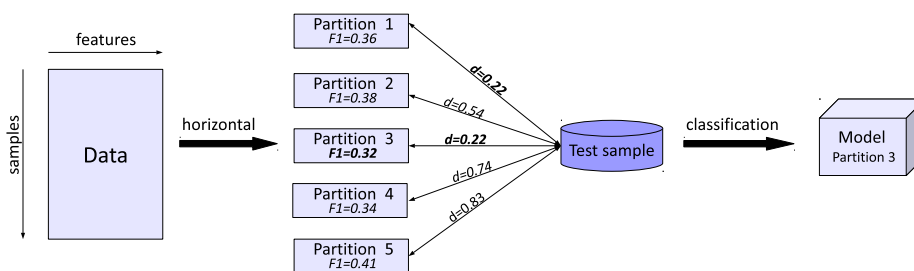 features
samples
Data
horizontal
Partition 1
F1=0.36
Partition 2
F1=0.38
Partition 3
F1=0.32
Partition 4
F1=0.34
Partition 5
F1=0.41
d=0.22
d=0.54
d=0.22
d=0.74
d=0.83
Test sample
classification
Model
Partition 3